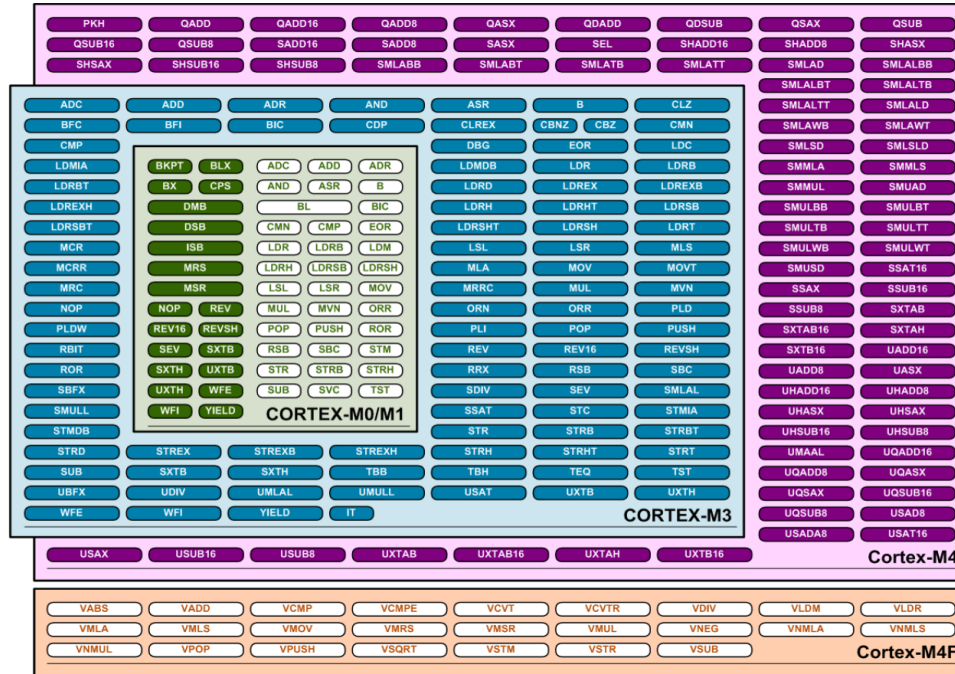 PKH QADD QADD16 QADD8 QASX QDADD QDSUB QSAX QSUB
QSUB16 QSUB8 SADD16 SADD8 SASX SEL SHADD16 SHADD8 SHASX
SHSAX SHSUB16 SHSUB8 SMLABB SMLABT SMLATB SMLATT SMLAD SMLALBB
SMLALBT SMLALTB
ADC ADD ADR AND ASR B CLZ SMLALTT SMLALD
BFC BFI BIC CDP CLREX CBNZ CBZ CMN SMLAWB SMLAWT
CMP DBG EOR LDC SMLSD SMLSLD
LDMIA BKPT BLX ADC ADD ADR LDMDB LDR LDRB SMMLA SMMLS
LDRBT BX CPS AND ASR B LDRD LDREX LDREXB SMMUL SMUAD
LDREXH DMB BL BIC LDRH LDRHT LDRSB SMULBB SMULBT
LDRSBT DSB CMN CMP EOR LDRSHT LDRSH LDRT SMULTB SMULTT
MCR ISB LDR LDRB LDM LSL LSR MLS SMULWB SMULWT
MCRR MRS LDRH LDRSB LDRSH MLA MOV MOVT SMUSD SSAT16
MRC MSR LSL LSR MOV MRRC MUL MVN SSAX SSUB16
NOP NOP REV MUL MVN ORR ORN ORR PLD SSUB8 SXTAB
PLDW REV16 REVSH POP PUSH ROR PLI POP PUSH SXTAB16 SXTAH
RBIT SEV SXTB RSB SBC STM REV REV16 REVSH SXTB16 UADD16
ROR SXTH UXTB STR STRB STRH RRX RSB SBC UADD8 UASX
SBFX UXTH WFE SUB SVC TST SDIV SEV SMLAL UHADD16 UHADD8
SMULL WFI YIELD CORTEX-M0/M1 SSAT STC STMIA UHASX UHSAX
STMDB STR STRB STRBT UHSUB16 UHSUB8
STRD STREX STREXB STREXH STRH STRHT STRT UMAAL UQADD16
SUB SXTB SXTH TBB TBH TEQ TST UQADD8 UQASX
UBFX UDIV UMLAL UMULL USAT UXTB UXTH UQSAX UQSUB16
WFE WFI YIELD IT CORTEX-M3 UQSUB8 USAD8
USADA8 USAT16
USAX USUB16 USUB8 UXTAB UXTAB16 UXTAH UXTB16 Cortex-M4
VABS VADD VCMP VCMPE VCVT VCVTR VDIV VLDM VLDR
VMLA VMLS VMOV VMRS VMSR VMUL VNEG VNMLA VNMLS
VNMUL VPOP VPUSH VSQRT VSTM VSTR VSUB Cortex-M4F